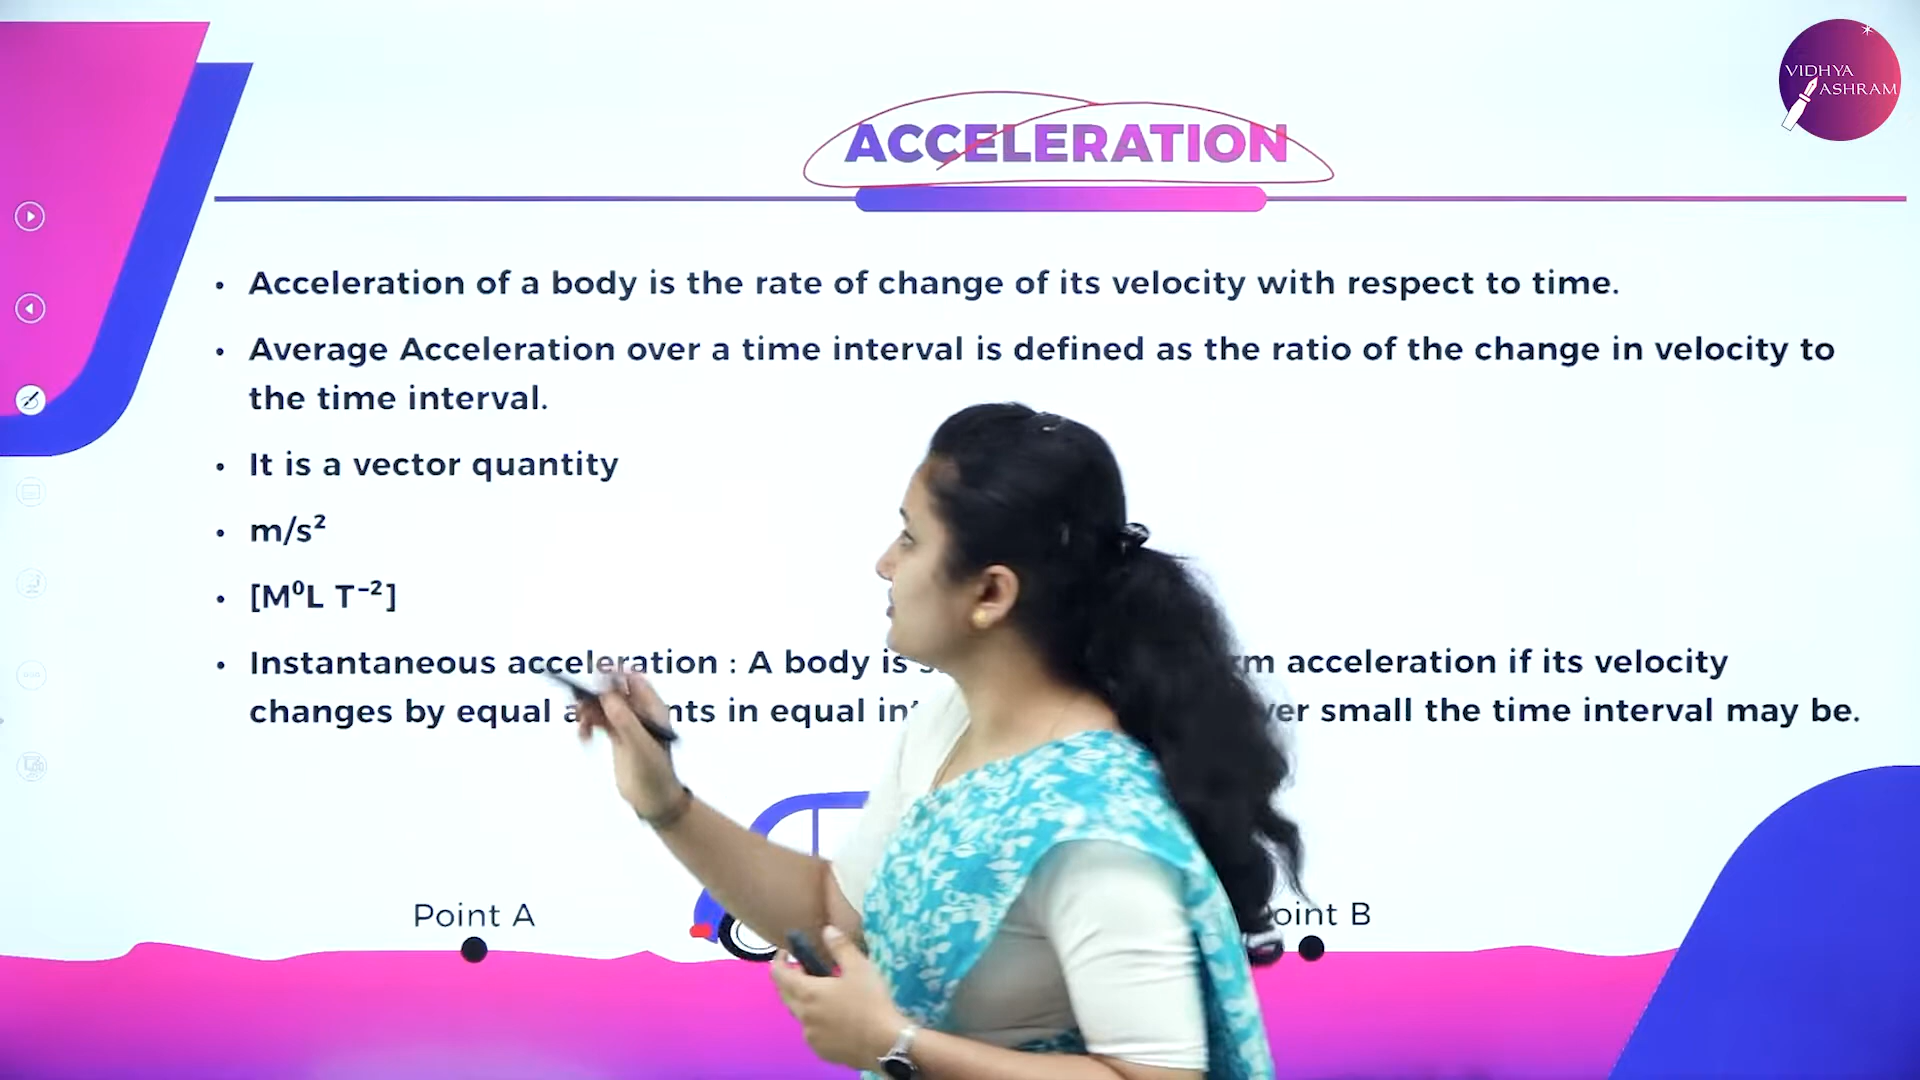 VIDHYA
ASHRAM
ACCELERATION
• Acceleration of a body is the rate of change of its velocity with respect to time.
• Average Acceleration over a time interval is defined as the ratio of the change in velocity to
the time interval.
• It is a vector quantity
• m/s²
• [M⁰L T⁻²]
• Instantaneous acceleration : A body is acceleration if its velocity
changes by equal in equal small the time interval may be.
Point A
B